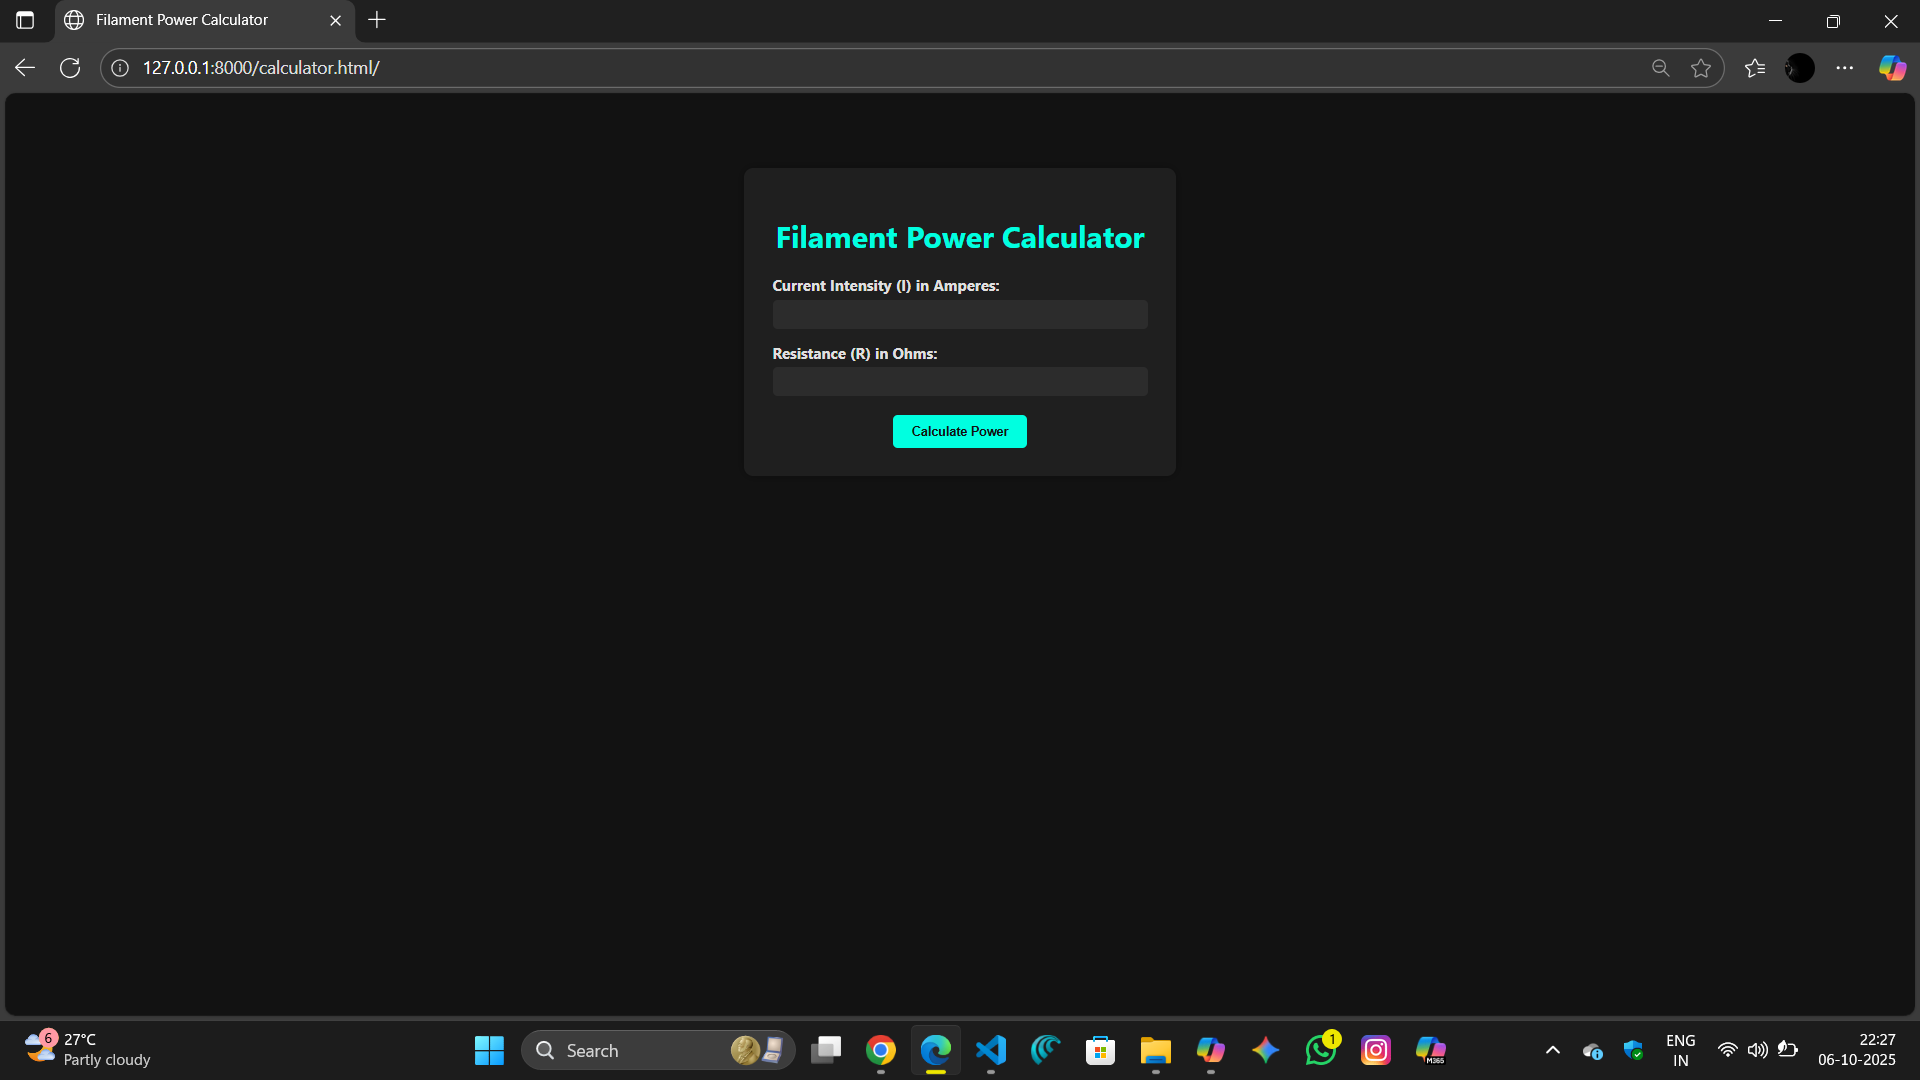 Filament Power Calculator
127.0.0.1:8000/calculator.html/
Filament Power Calculator
Current Intensity (I) in Amperes:
Resistance (R) in Ohms:
Calculate Power
6
27°C
Partly cloudy
Search
1
M365
ENG
IN
22:27
06-10-2025